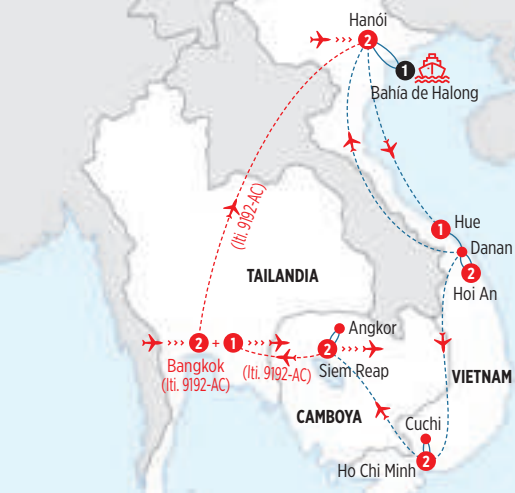 Hanói
2
1
Bahía de Halong
(Iti. 9192-AC)
1
Hue
Danan
2
Hoi An
TAILANDIA
Angkor
2
+
1
2
Bangkok
(Iti. 9192-AC)
(Iti. 9192-AC)
Siem Reap
VIETNAM
CAMBOYA
Cuchi
2
Ho Chi Minh